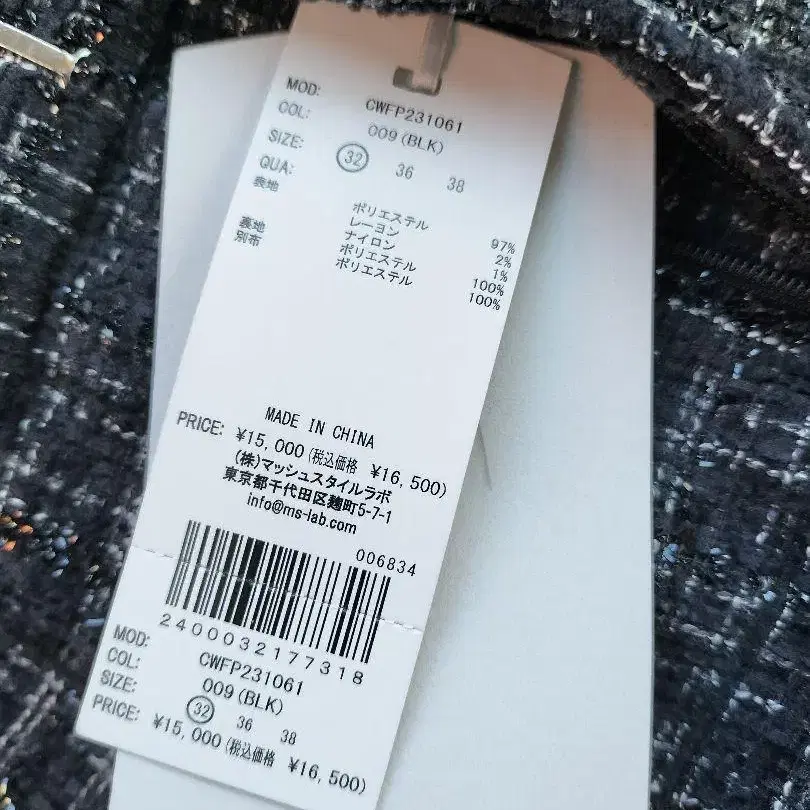 MOD: CWFP231061
COL: 009(BLK)
SIZE: 32 36 38
QUA:
表地 ポリエステル 97%
レーヨン 2%
ナイロン 1%
裏地 ポリエステル 100%
別布 ポリエステル 100%
MADE IN CHINA
PRICE: ¥15,000(税込価格 ¥16,500)
(株)マッシュスタイルラボ
東京都千代田区麹町5-7-1
info@ms-lab.com
006834
2400032177318
MOD: CWFP231061
COL: 009(BLK)
SIZE: 32 36 38
PRICE: ¥15,000(税込価格 ¥16,500)